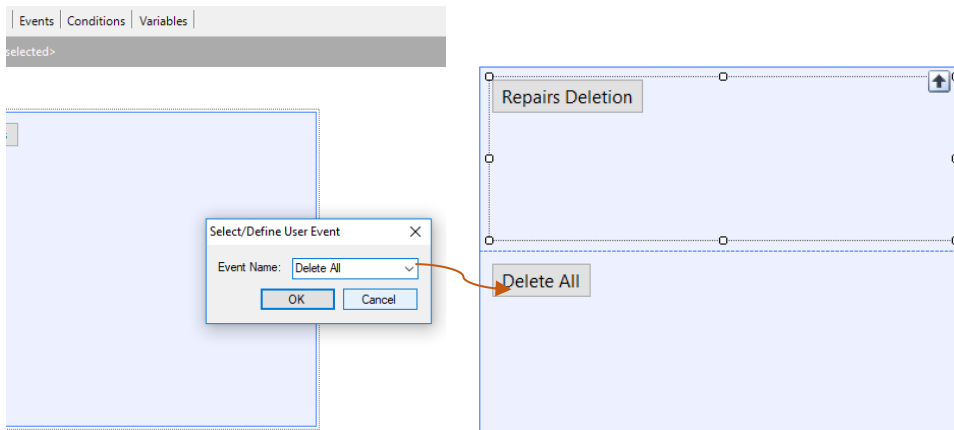 Events Conditions Variables
selected>
Select/Define User Event
Event Name: Delete All
OK Cancel
Repairs Deletion
Delete All